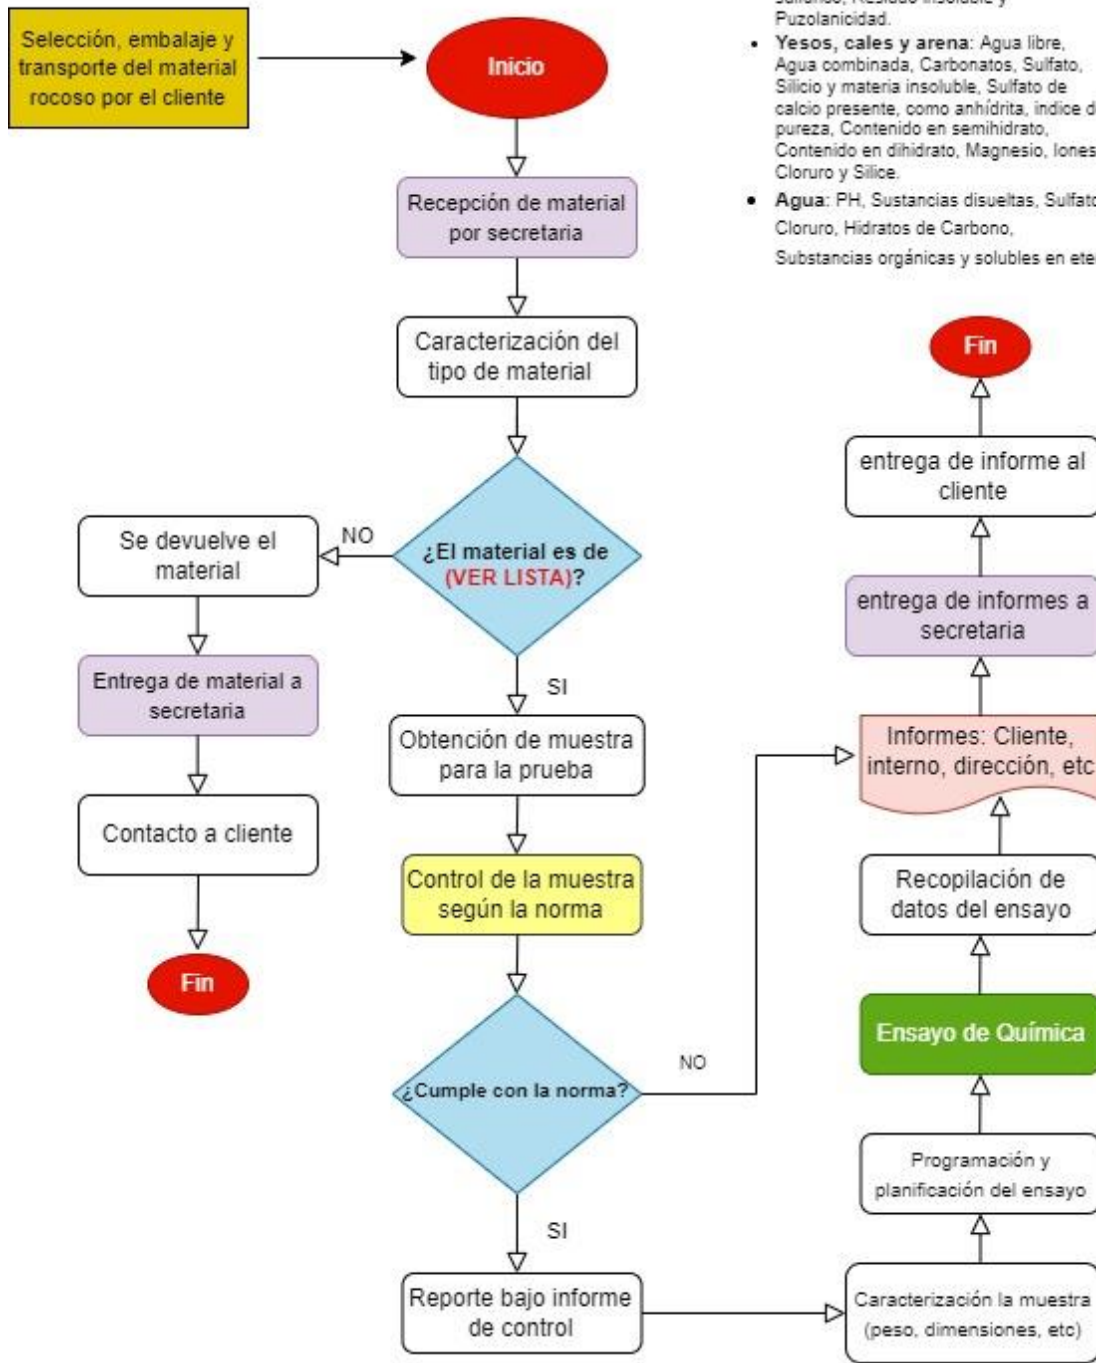 Selección, embalaje y
transporte del material
rocoso por el cliente
Inicio
Puzolanicidad.
• Yesos, cales y arena: Agua libre,
Agua combinada, Carbonatos, Sulfato,
Silicio y materia insoluble, Sulfato de
calcio presente, como anhídrita, indice d
pureza, Contenido en semihidrato,
Contenido en dihidrato, Magnesio, Iones
Cloruro y Silice.
• Agua: PH, Sustancias disueltas, Sulfato
Cloruro, Hidratos de Carbono,
Substancias orgánicas y solubles en ete
Recepción de material
por secretaria
Caracterización del
tipo de material
¿El material es de
(VER LISTA)?
NO
Se devuelve el
material
Entrega de material a
secretaria
Contacto a cliente
Fin
SI
Obtención de muestra
para la prueba
Control de la muestra
según la norma
¿Cumple con la norma?
NO
SI
Reporte bajo informe
de control
Caracterización la muestra
(peso, dimensiones, etc)
Programación y
planificación del ensayo
Ensayo de Química
Recopilación de
datos del ensayo
Informes: Cliente,
interno, dirección, etc
entrega de informes a
secretaria
entrega de informe al
cliente
Fin